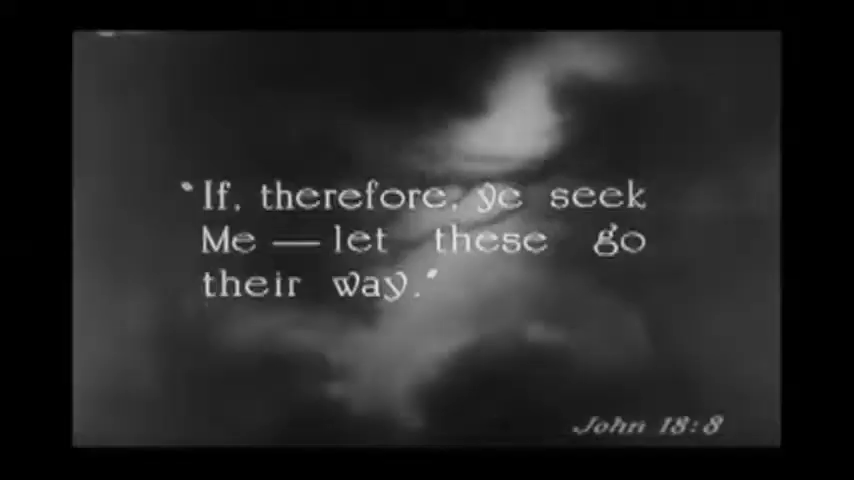 "If, therefore, ye seek
Me — let these go
their way."
John 18:8